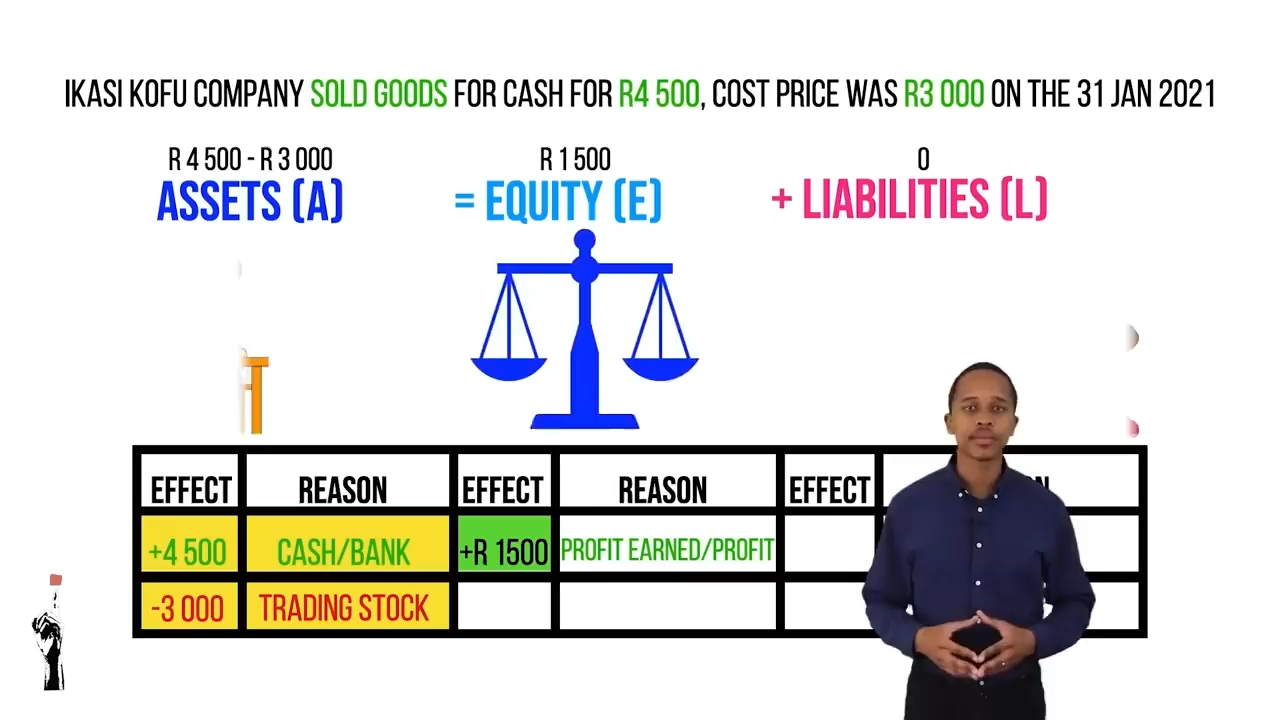 IKASI KOFU COMPANY SOLD GOODS FOR CASH FOR R4 500, COST PRICE WAS R3 000 ON THE 31 JAN 2021
R 4 500 - R 3 000 R 1 500 0
ASSETS (A) = EQUITY (E) + LIABILITIES (L)
EFFECT REASON EFFECT REASON EFFECT
+4 500 CASH/BANK +R 1500 PROFIT EARNED/PROFIT
-3 000 TRADING STOCK